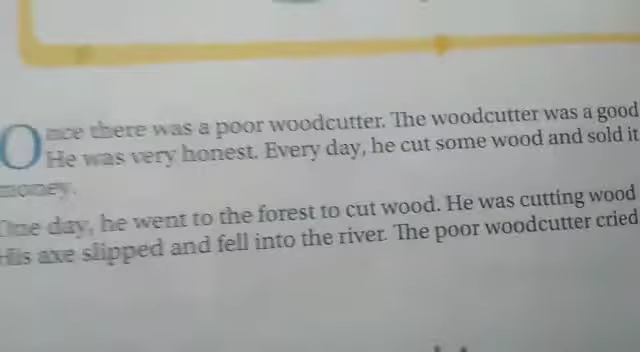 Once there was a poor woodcutter. The woodcutter was a good
He was very honest. Every day, he cut some wood and sold it
money.
One day, he went to the forest to cut wood. He was cutting wood
His axe slipped and fell into the river. The poor woodcutter cried